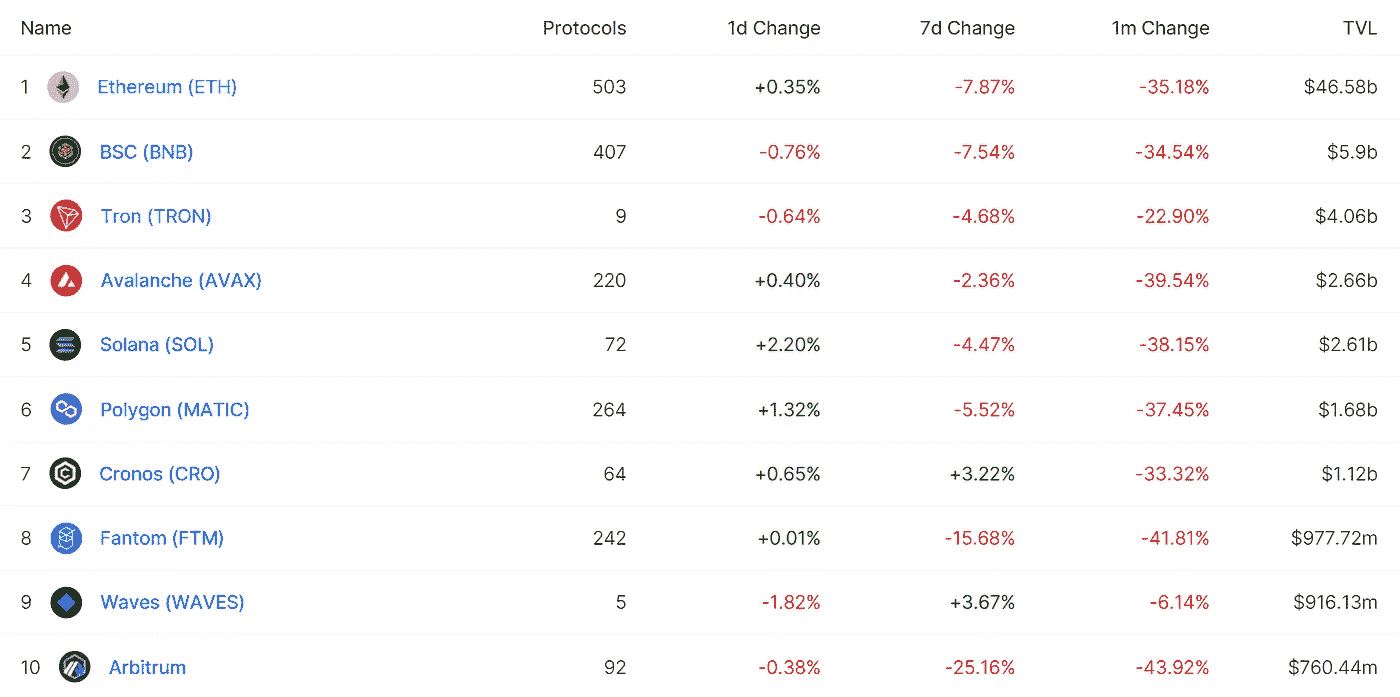 Name Protocols 1d Change 7d Change 1m Change TVL
1 Ethereum (ETH) 503 +0.35% -7.87% -35.18% $46.58b
2 BSC (BNB) 407 -0.76% -7.54% -34.54% $5.9b
3 Tron (TRON) 9 -0.64% -4.68% -22.90% $4.06b
4 Avalanche (AVAX) 220 +0.40% -2.36% -39.54% $2.66b
5 Solana (SOL) 72 +2.20% -4.47% -38.15% $2.61b
6 Polygon (MATIC) 264 +1.32% -5.52% -37.45% $1.68b
7 Cronos (CRO) 64 +0.65% +3.22% -33.32% $1.12b
8 Fantom (FTM) 242 +0.01% -15.68% -41.81% $977.72m
9 Waves (WAVES) 5 -1.82% +3.67% -6.14% $916.13m
10 Arbitrum 92 -0.38% -25.16% -43.92% $760.44m